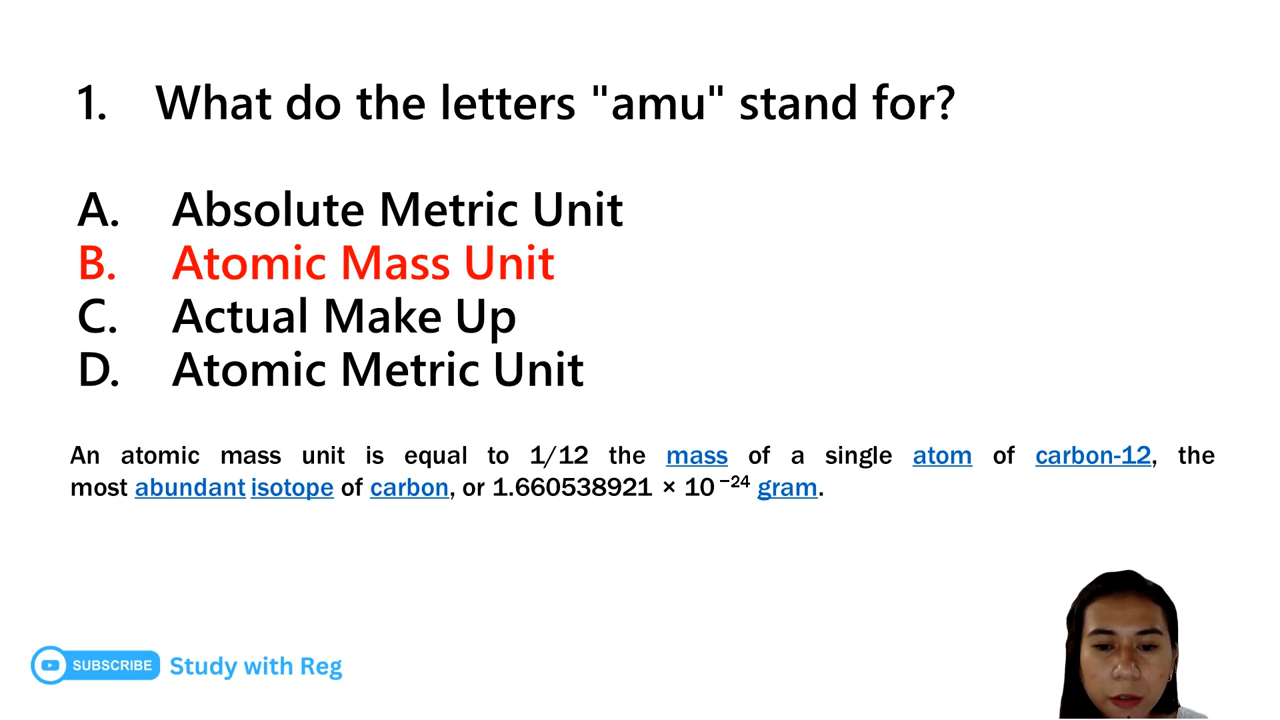 1. What do the letters "amu" stand for?
A. Absolute Metric Unit
B. Atomic Mass Unit
C. Actual Make Up
D. Atomic Metric Unit
An atomic mass unit is equal to 1/12 the mass of a single atom of carbon-12, the
most abundant isotope of carbon, or 1.660538921 × 10 ⁻²⁴ gram.
SUBSCRIBE Study with Reg